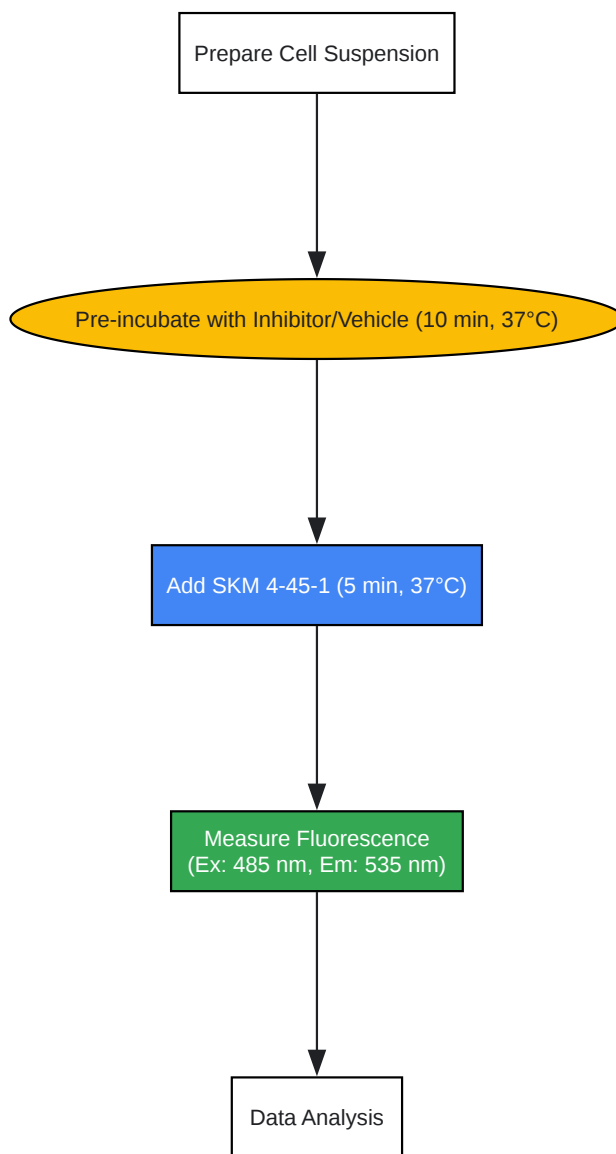 Prepare Cell Suspension
Pre-incubate with Inhibitor/Vehicle (10 min, 37°C)
Add SKM 4-45-1 (5 min, 37°C)
Measure Fluorescence
(Ex: 485 nm, Em: 535 nm)
Data Analysis